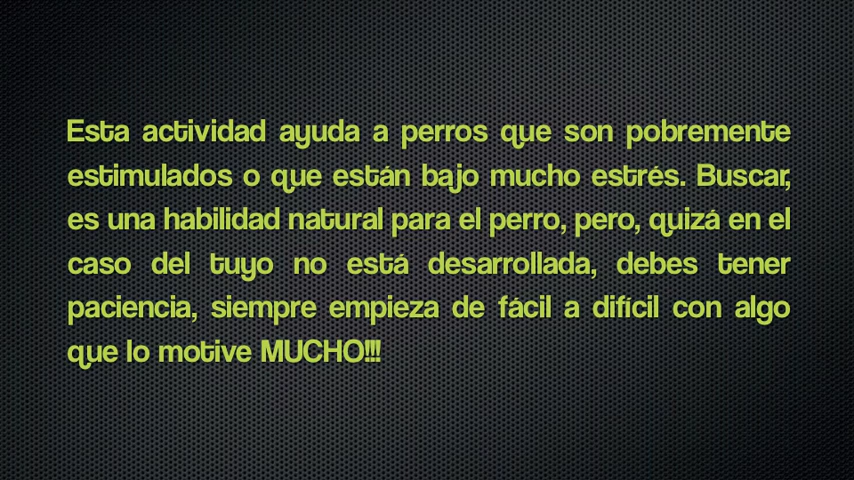 Esta actividad ayuda a perros que son pobremente
estimulados o que están bajo mucho estrés. Buscar,
es una habilidad natural para el perro, pero, quizá en el
caso del tuyo no está desarrollada, debes tener
paciencia, siempre empieza de fácil a difícil con algo
que lo motive MUCHO!!!